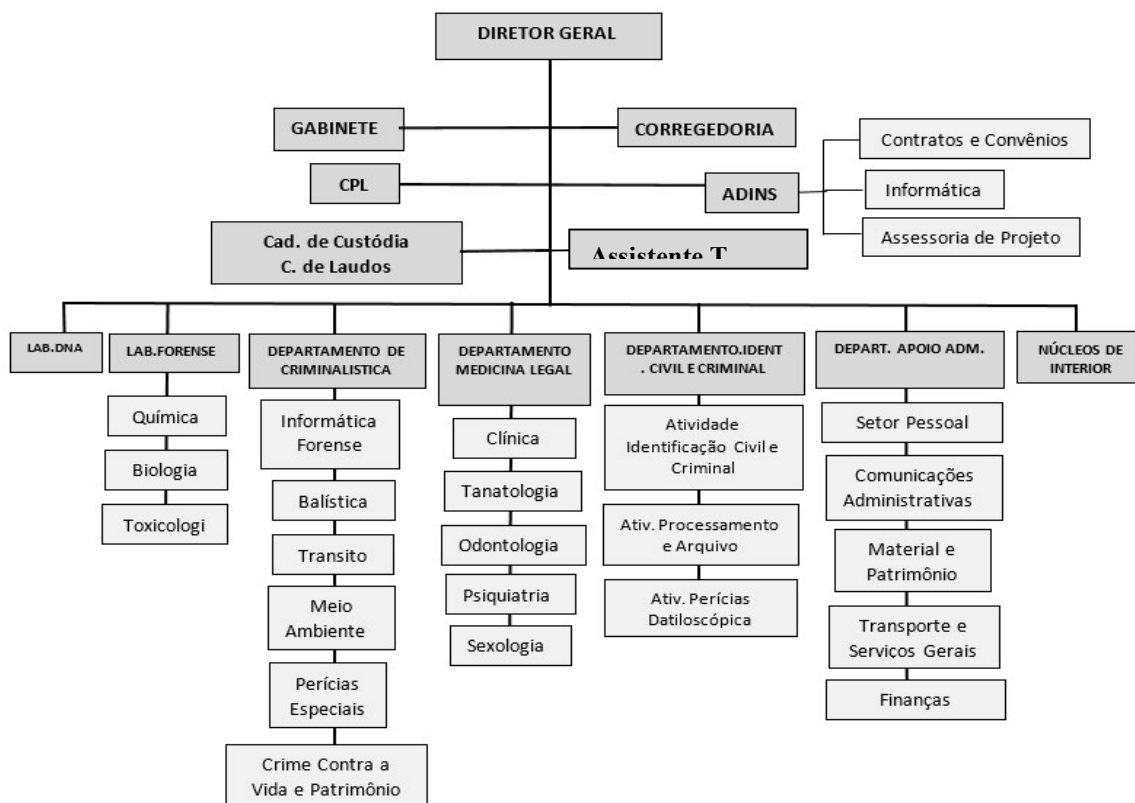 DIRETOR GERAL
GABINETE
CORREGEDORIA
CPL
ADINS
Contratos e Convênios
Informática
Assessoria de Projeto
Cad. de Custódia
C. de Laudos
Assistente T
LAB.DNA
LAB.FORENSE
Química
Biologia
Toxicologi
DEPARTAMENTO DE
CRIMINALISTICA
Informática
Forense
Balística
Transito
Meio
Ambiente
Perícias
Especiais
Crime Contra a
Vida e Patrimônio
DEPARTAMENTO
MEDICINA LEGAL
Clínica
Tanatologia
Odontologia
Psiquiatria
Sexologia
DEPARTAMENTO.IDENT
. CIVIL E CRIMINAL
Atividade
Identificação Civil e
Criminal
Ativ. Processamento
e Arquivo
Ativ. Perícias
Datiloscópica
DEPART. APOIO ADM.
Setor Pessoal
Comunicações
Administrativas
Material e
Patrimônio
Transporte e
Serviços Gerais
Finanças
NÚCLEOS DE
INTERIOR